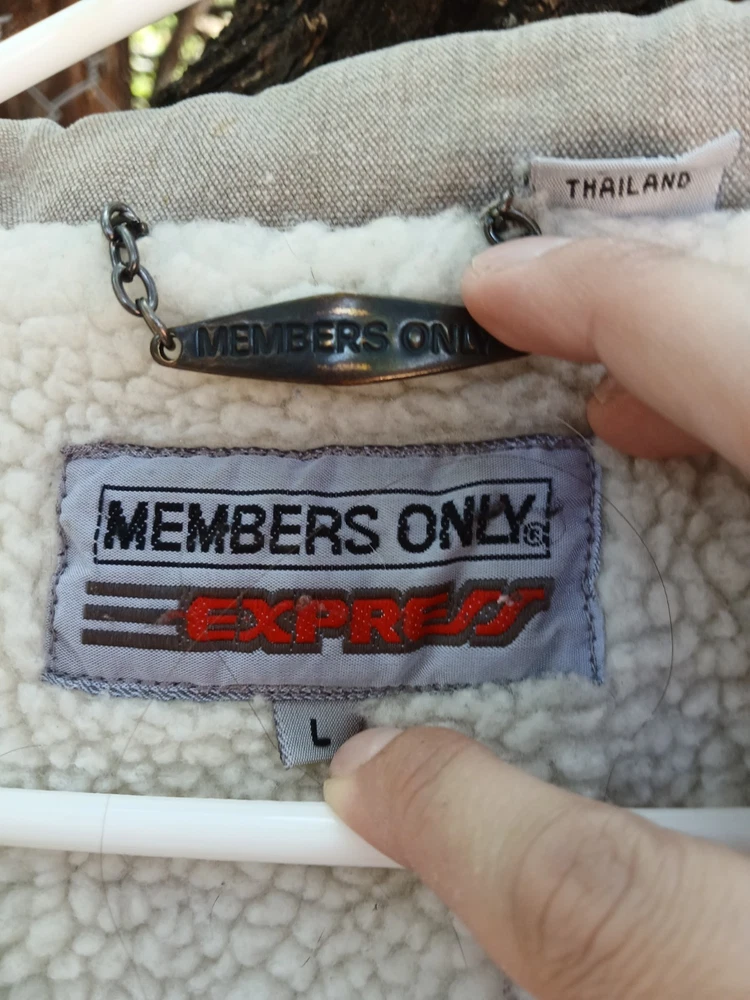 THAILAND
MEMBERS ONLY
MEMBERS ONLY®
EXPRESS
L